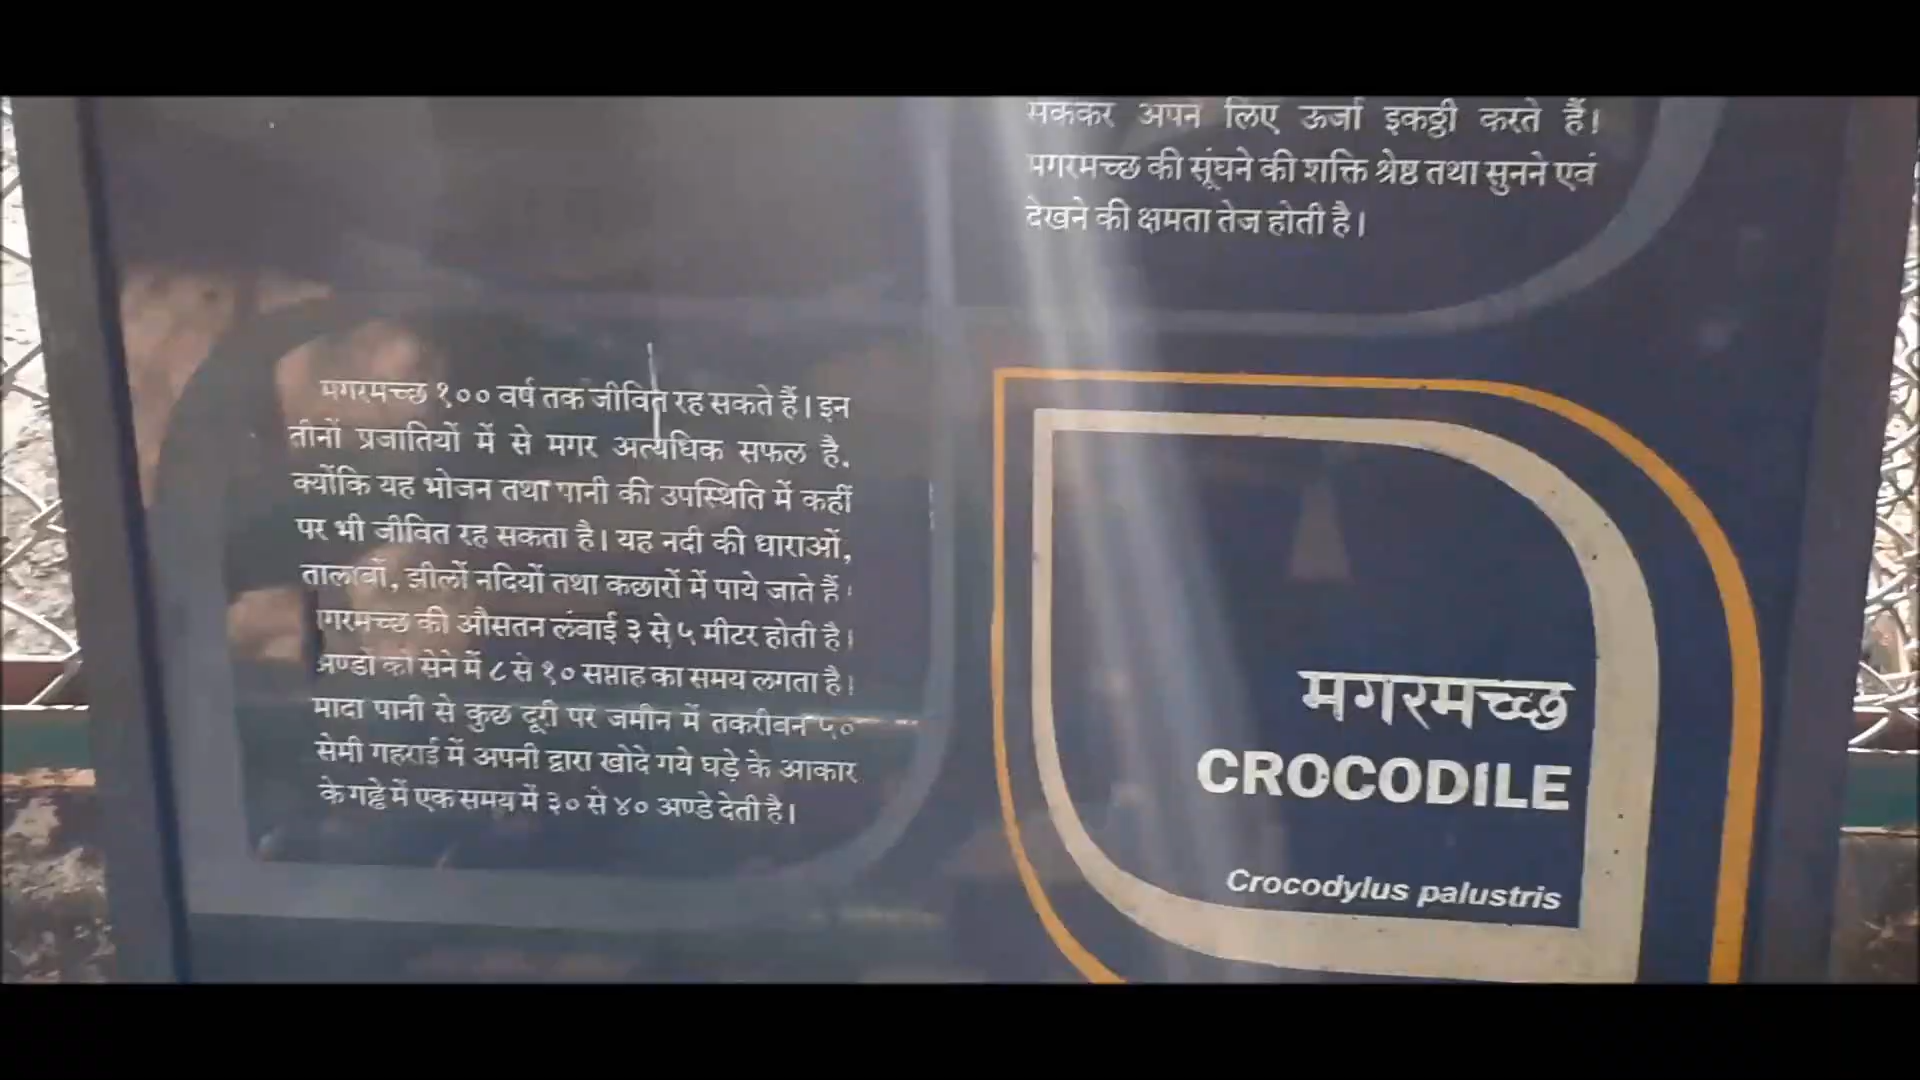 सककर अपने लिए ऊर्जा इकठ्ठी करते हैं।
मगरमच्छ की सूंघने की शक्ति श्रेष्ठ तथा सुनने एवं
देखने की क्षमता तेज होती है।
मगरमच्छ १०० वर्ष तक जीवित रह सकते हैं। इन
तीनों प्रजातियों में से मगर अत्यधिक सफल है.
क्योंकि यह भोजन तथा पानी की उपस्थिति में कहीं
पर भी जीवित रह सकता है। यह नदी की धाराओं,
तालाबों, झीलों नदियों तथा कछारों में पाये जाते हैं।
मगरमच्छ की औसतन लंबाई ३ से ५ मीटर होती है।
अण्डों को सेने में ८ से १० सप्ताह का समय लगता है।
मादा पानी से कुछ दूरी पर जमीन में तकरीबन ५०
सेमी गहराई में अपनी द्वारा खोदे गये घड़े के आकार
के गढ्ढे में एक समय में ३० से ४० अण्डे देती है।
मगरमच्छ
CROCODILE
Crocodylus palustris